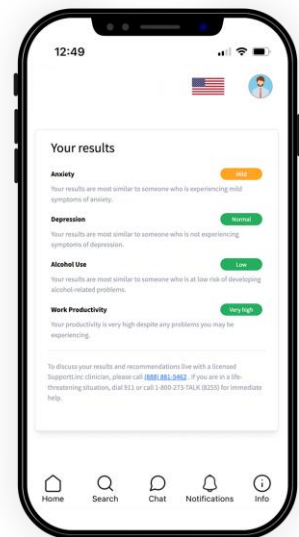 12:49
Your results
Anxiety
Mild
Your results are most similar to someone who is experiencing mild
symptoms of anxiety.
Depression
Normal
Your results are most similar to someone who is not experiencing
symptoms of depression.
Alcohol Use
Low
Your results are most similar to someone who is at low risk of developing
alcohol-related problems.
Work Productivity
Very high
Your productivity is very high despite any problems you may be
experiencing.
To discuss your results and recommendations live with a licensed
SupportLinc clinician, please call (888) 881-5462 . If you are in a life-
threatening situation, dial 911 or call 1-800-273-TALK (8255) for immediate
help.
Home
Search
Chat
Notifications
Info